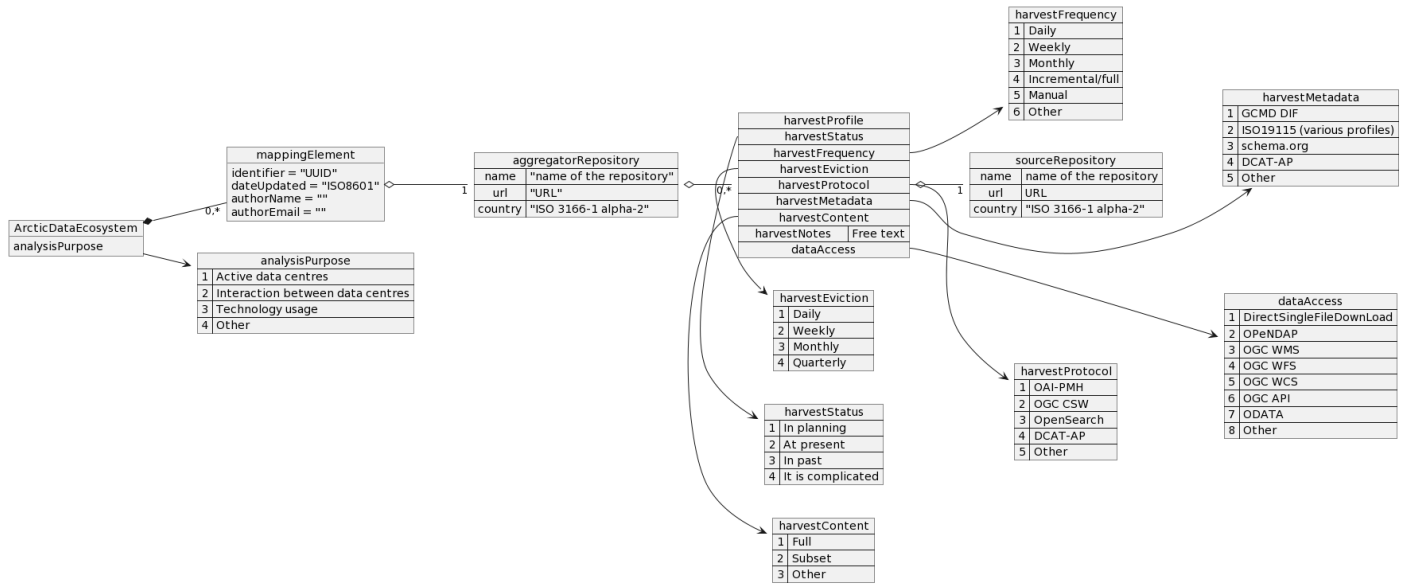 ArcticDataEcosystem
analysisPurpose
0,*
mappingElement
identifier = "UUID"
dateUpdated = "ISO8601"
authorName = ""
authorEmail = ""
1
analysisPurpose
1 Active data centres
2 Interaction between data centres
3 Technology usage
4 Other
aggregatorRepository
name "name of the repository"
url "URL"
country "ISO 3166-1 alpha-2"
0,*
harvestProfile
harvestStatus
harvestFrequency
harvestEviction
harvestProtocol
harvestMetadata
harvestContent
harvestNotes Free text
dataAccess
1
sourceRepository
name name of the repository
url URL
country "ISO 3166-1 alpha-2"
harvestFrequency
1 Daily
2 Weekly
3 Monthly
4 Incremental/full
5 Manual
6 Other
harvestMetadata
1 GCMD DIF
2 ISO19115 (various profiles)
3 schema.org
4 DCAT-AP
5 Other
harvestEviction
1 Daily
2 Weekly
3 Monthly
4 Quarterly
harvestStatus
1 In planning
2 At present
3 In past
4 It is complicated
harvestContent
1 Full
2 Subset
3 Other
harvestProtocol
1 OAI-PMH
2 OGC CSW
3 OpenSearch
4 DCAT-AP
5 Other
dataAccess
1 DirectSingleFileDownLoad
2 OPeNDAP
3 OGC WMS
4 OGC WFS
5 OGC WCS
6 OGC API
7 ODATA
8 Other